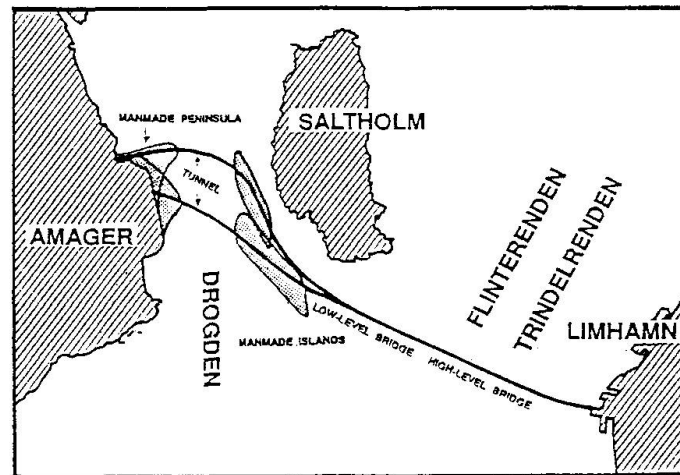 MANMADE PENINSULA
SALTHOLM
TUNNEL
AMAGER
DROGDEN
FLINTERENDEN
TRINDELRENDEN
LOW-LEVEL BRIDGE HIGH-LEVEL BRIDGE
MANMADE ISLANDS
LIMHAMN